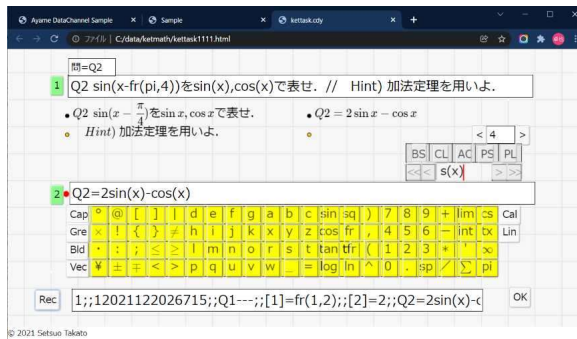 Ayame DataChannel Sample × Sample × kettask.cdy × +
ファイル | C:/data/ketmath/kettask1111.html
問=Q2
1 Q2 sin(x-fr(pi,4))をsin(x),cos(x)で表せ. // Hint) 加法定理を用いよ.
Q2 sin(x − π/4)をsin x, cos xで表せ. Q2 = 2 sin x − cos x
Hint) 加法定理を用いよ.
< 4 >
BS CL AC PS PL
<< < s(x) > >>
2 Q2=2sin(x)-cos(x)
Cap ° @ [ ] | d e f g a b c sin sq ) 7 8 9 + lim cs Cal
Gre × ! { } ≠ h i j k x y z cos fr , 4 5 6 − int tx Lin
Bld · : ; ≤ ≥ l m n o r s t tan tfr ( 1 2 3 * ' ∞
Vec ¥ ± ∓ < > p q u v w _ = log ln ^ 0 . sp / ∑ pi
Rec 1;;12021122026715;;Q1---;;[1]=fr(1,2);;[2]=2;;Q2=2sin(x)-c OK
© 2021 Setsuo Takato